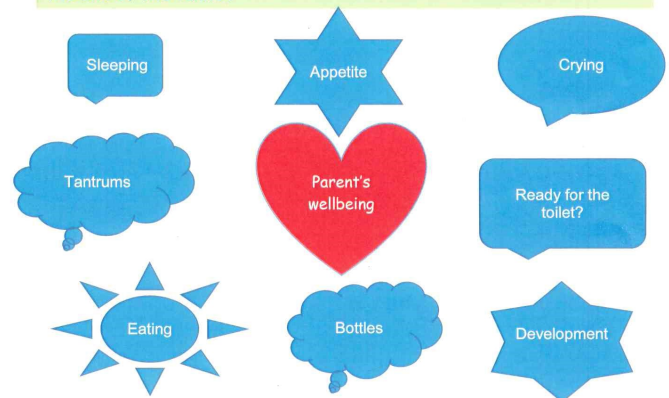 Sleeping
Appetite
Crying
Tantrums
Parent's
wellbeing
Ready for the
toilet?
Eating
Bottles
Development